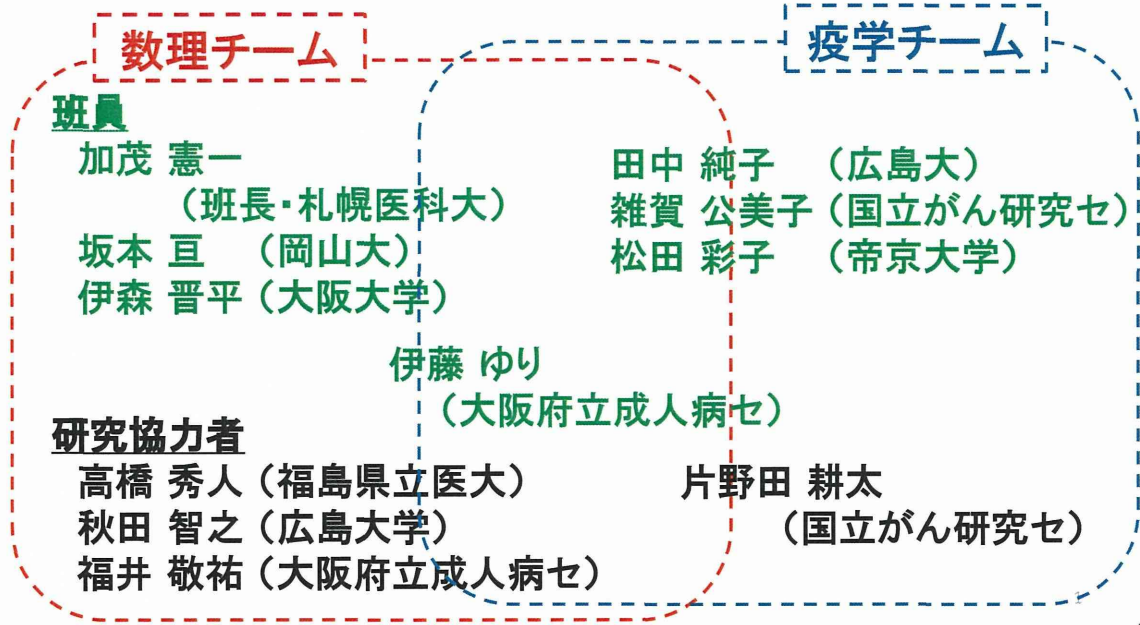 数理チーム
疫学チーム
班員
加茂 憲一
（班長・札幌医科大）
坂本 亘 （岡山大）
伊森 晋平（大阪大学）
田中 純子 （広島大）
雑賀 公美子（国立がん研究セ）
松田 彩子 （帝京大学）
伊藤 ゆり
（大阪府立成人病セ）
研究協力者
高橋 秀人（福島県立医大）
秋田 智之（広島大学）
福井 敬祐（大阪府立成人病セ）
片野田 耕太
（国立がん研究セ）
1